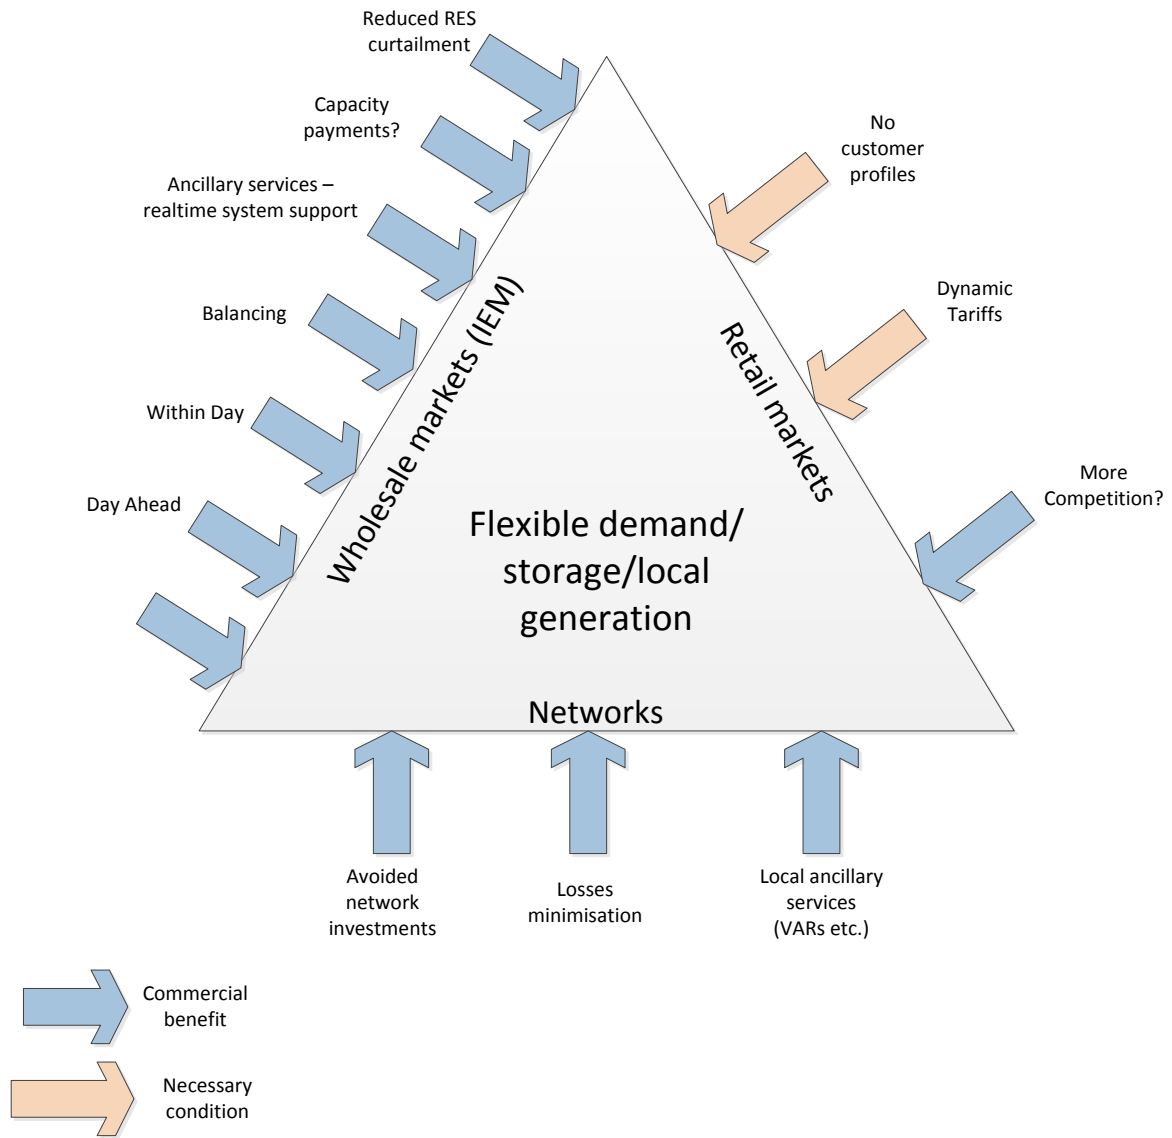 Reduced RES
curtailment
Capacity
payments?
Ancillary services –
realtime system support
Balancing
Within Day
Day Ahead
Wholesale markets (IEM)
No
customer
profiles
Dynamic
Tariffs
More
Competition?
Retail markets
Flexible demand/
storage/local
generation
Networks
Avoided
network
investments
Losses
minimisation
Local ancillary
services
(VARs etc.)
Commercial
benefit
Necessary
condition